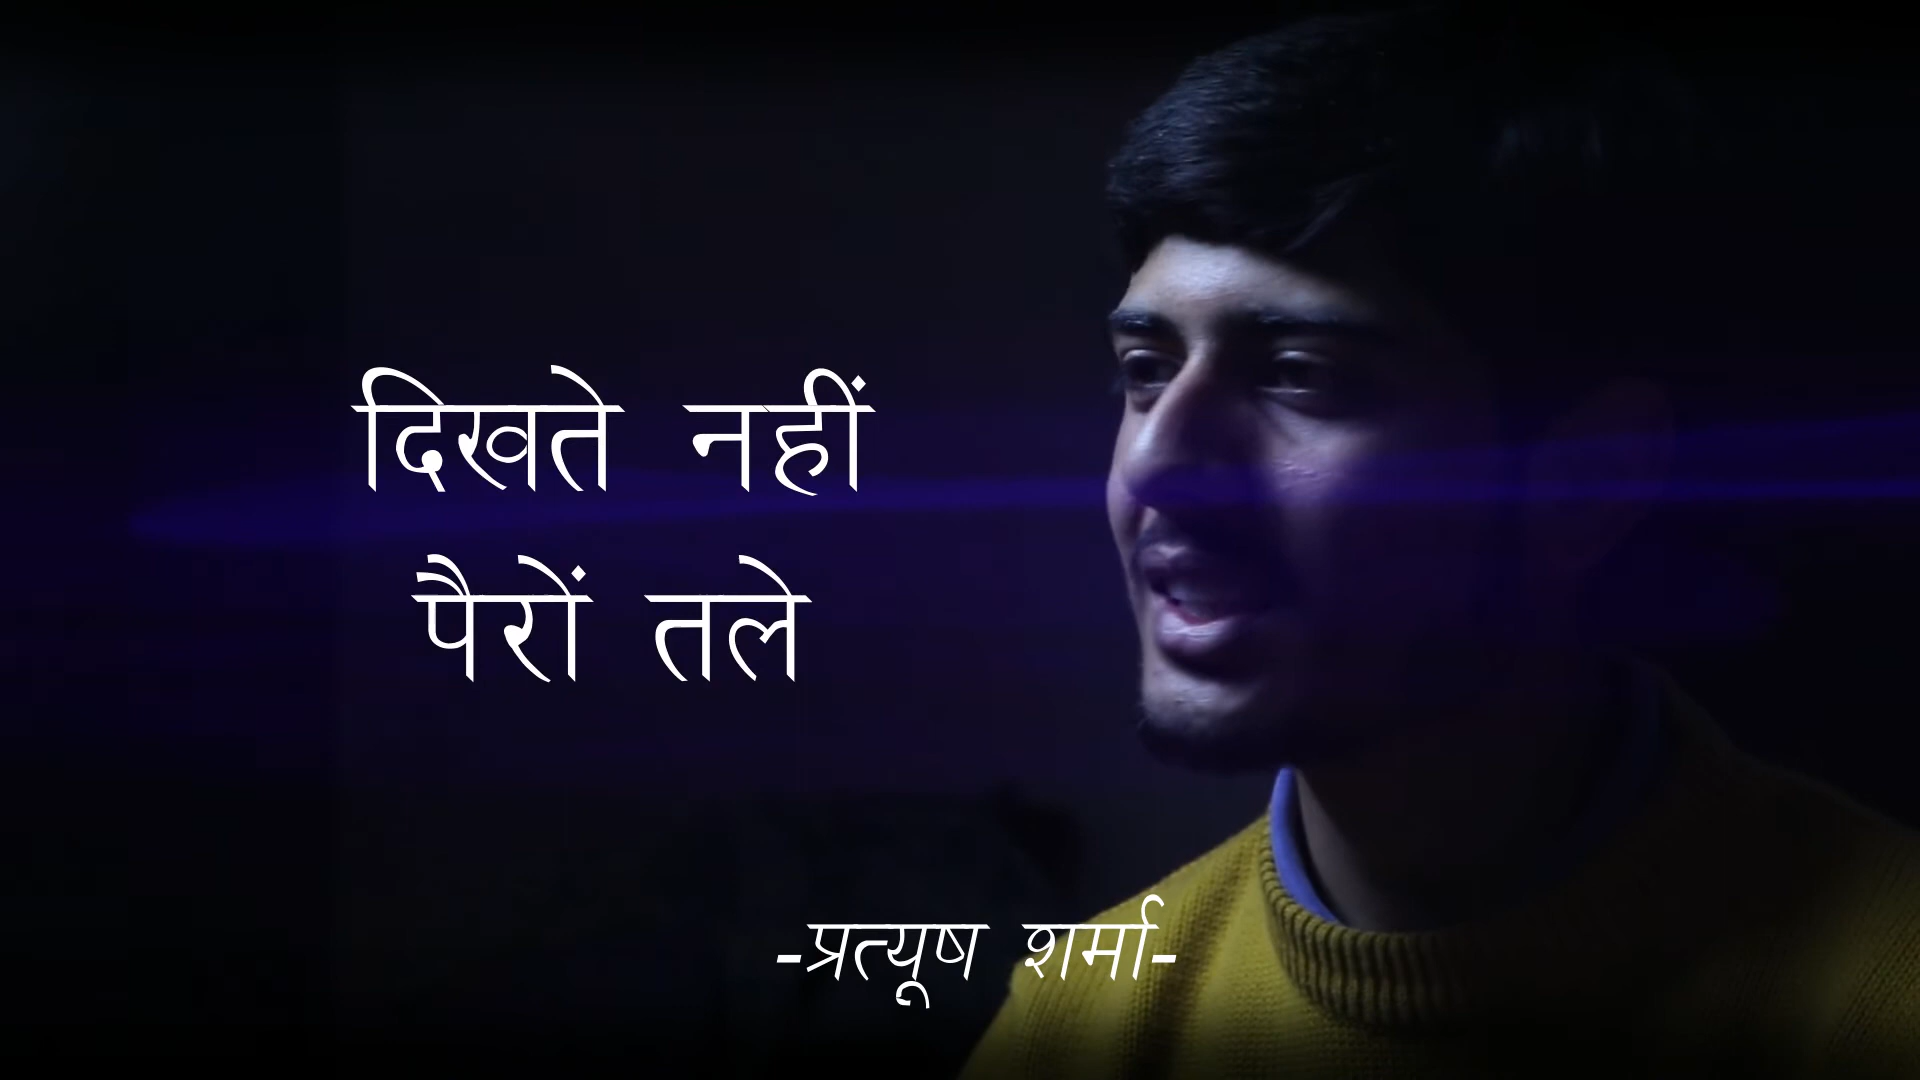 दिखते नहीं
पैरों तले
-प्रत्यूष शर्मा-